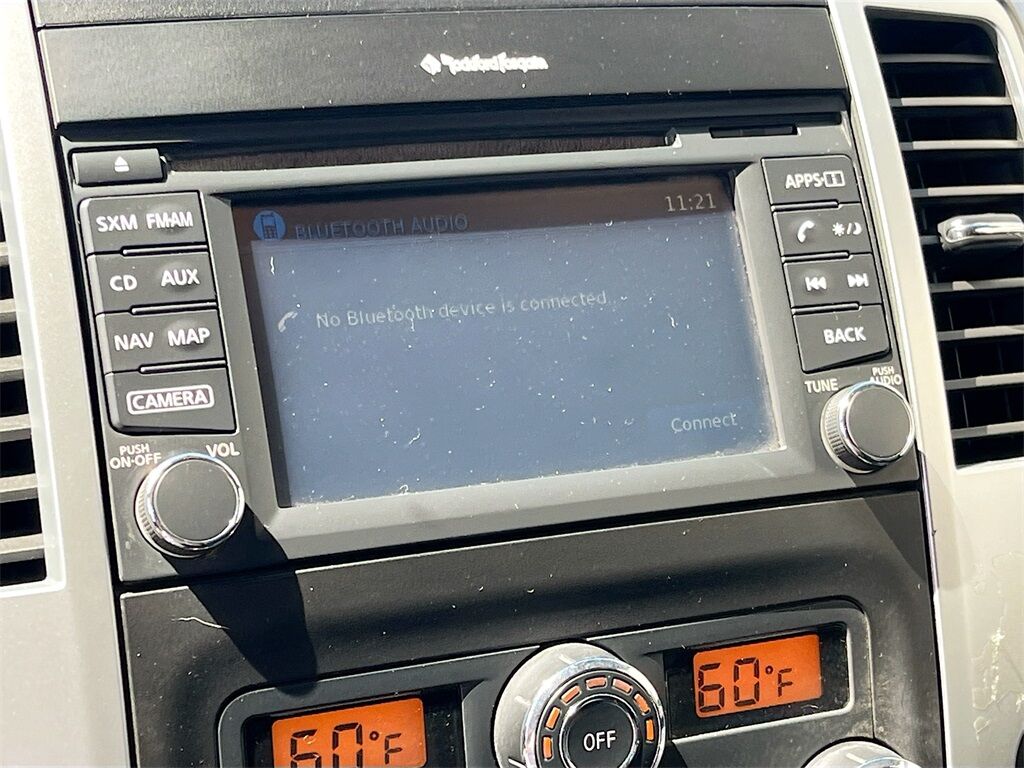 Rockford Fosgate
SXM FM·AM
CD AUX
NAV MAP
CAMERA
PUSH
ON·OFF
VOL
BLUETOOTH AUDIO
11:21
No Bluetooth device is connected.
Connect
APPS·i
BACK
TUNE
PUSH
AUDIO
60°F
60°F
OFF